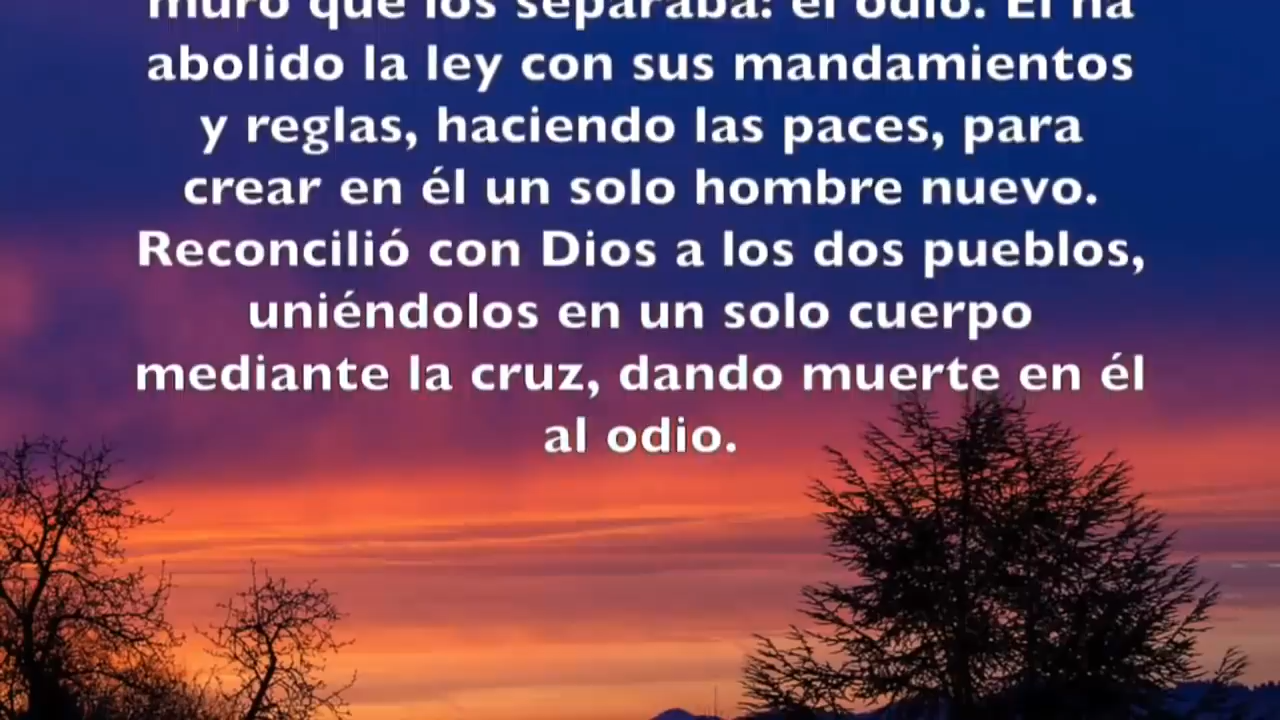 muro que los separaba: el odio. Él ha
abolido la ley con sus mandamientos
y reglas, haciendo las paces, para
crear en él un solo hombre nuevo.
Reconcilió con Dios a los dos pueblos,
uniéndolos en un solo cuerpo
mediante la cruz, dando muerte en él
al odio.